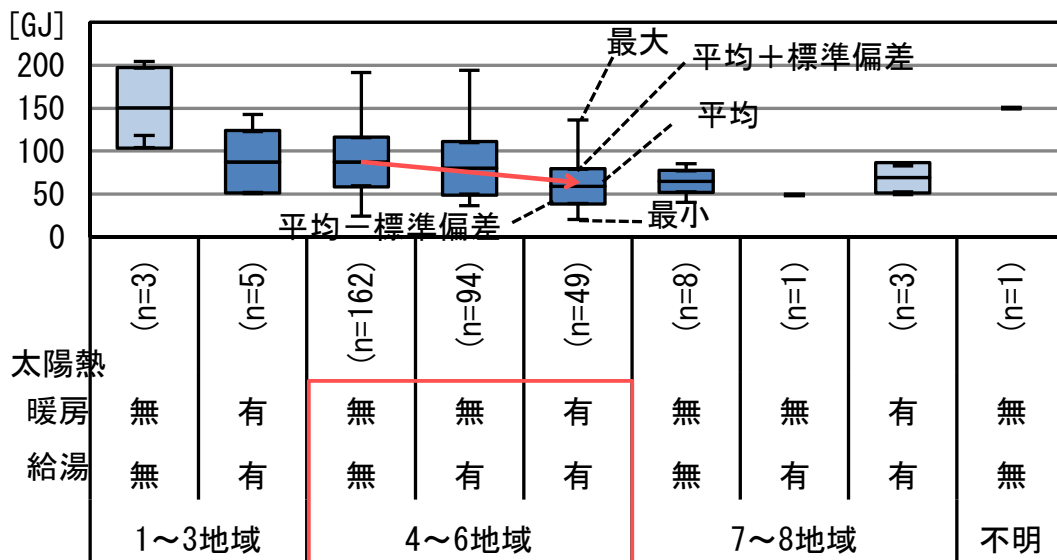 [GJ]
200
150
100
50
0
最大
平均＋標準偏差
平均
平均－標準偏差
最小
(n=3) (n=5) (n=162) (n=94) (n=49) (n=8) (n=1) (n=3) (n=1)
太陽熱
暖房 無 有 無 無 有 無 無 有 無
給湯 無 有 無 有 有 無 有 有 無
1～3地域 4～6地域 7～8地域 不明